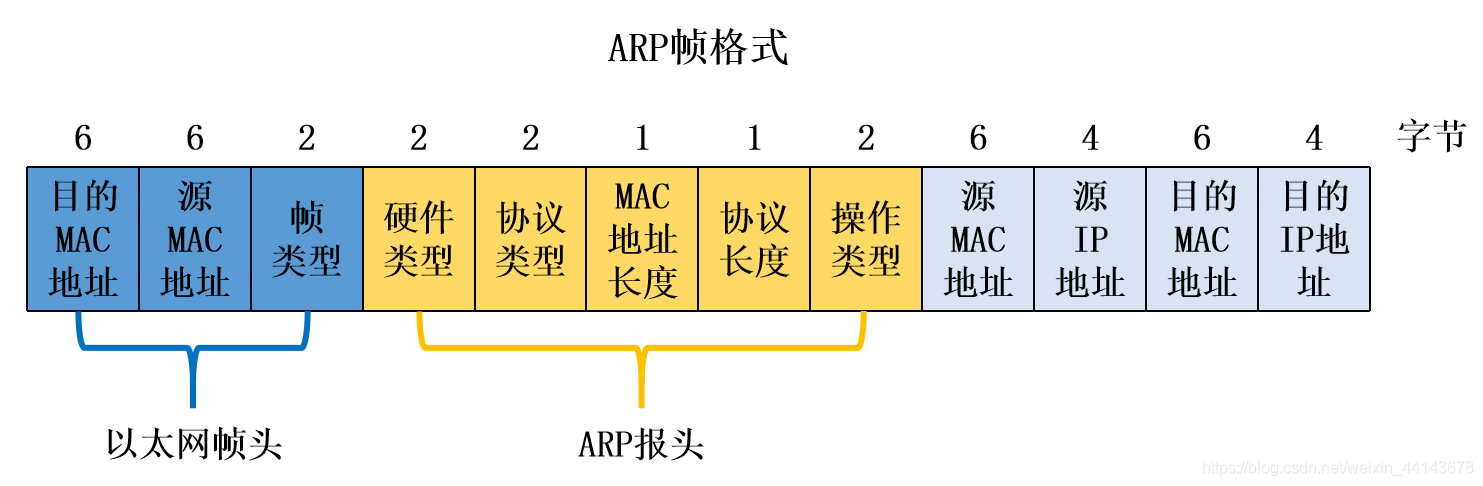 ARP帧格式
6 6 2 2 2 1 1 2 6 4 6 4 字节
目的
MAC
地址
源
MAC
地址
帧
类型
硬件
类型
协议
类型
MAC
地址
长度
协议
长度
操作
类型
源
MAC
地址
源
IP
地址
目的
MAC
地址
目的
IP地
址
以太网帧头
ARP报头
https://blog.csdn.net/weixin_44143678